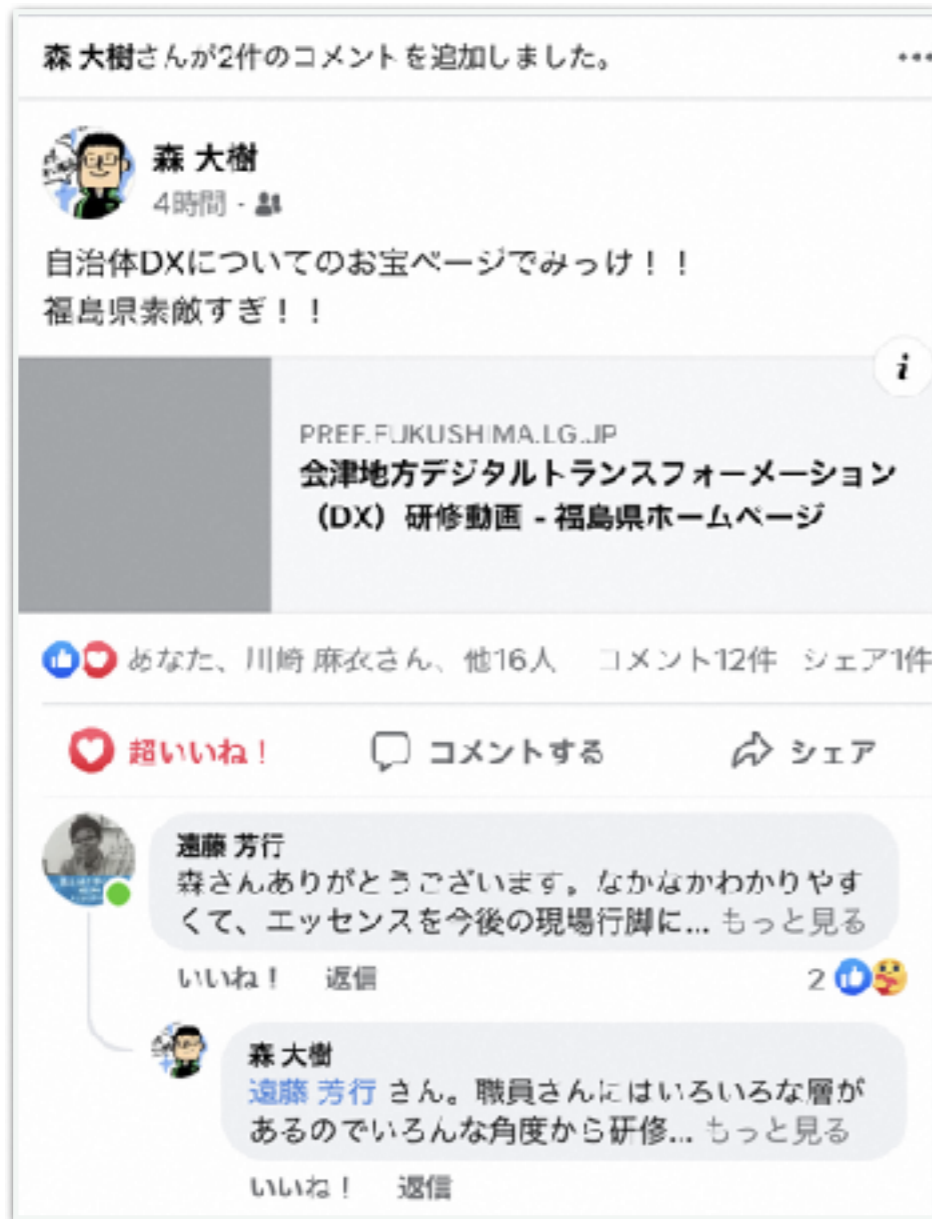 森 大樹さんが2件のコメントを追加しました。
森 大樹
4時間 ·
自治体DXについてのお宝ページでみっけ！！
福島県素敵すぎ！！
PREF.FUKUSHIMA.LG.JP
会津地方デジタルトランスフォーメーション
（DX）研修動画 - 福島県ホームページ
あなた、川崎 麻衣さん、他16人 コメント12件 シェア1件
超いいね！ コメントする シェア
遠藤 芳行
森さんありがとうございます。なかなかわかりやす
くて、エッセンスを今後の現場行脚に... もっと見る
いいね！ 返信 2
森 大樹
遠藤 芳行 さん。職員さんにはいろいろな層が
あるのでいろんな角度から研修... もっと見る
いいね！ 返信